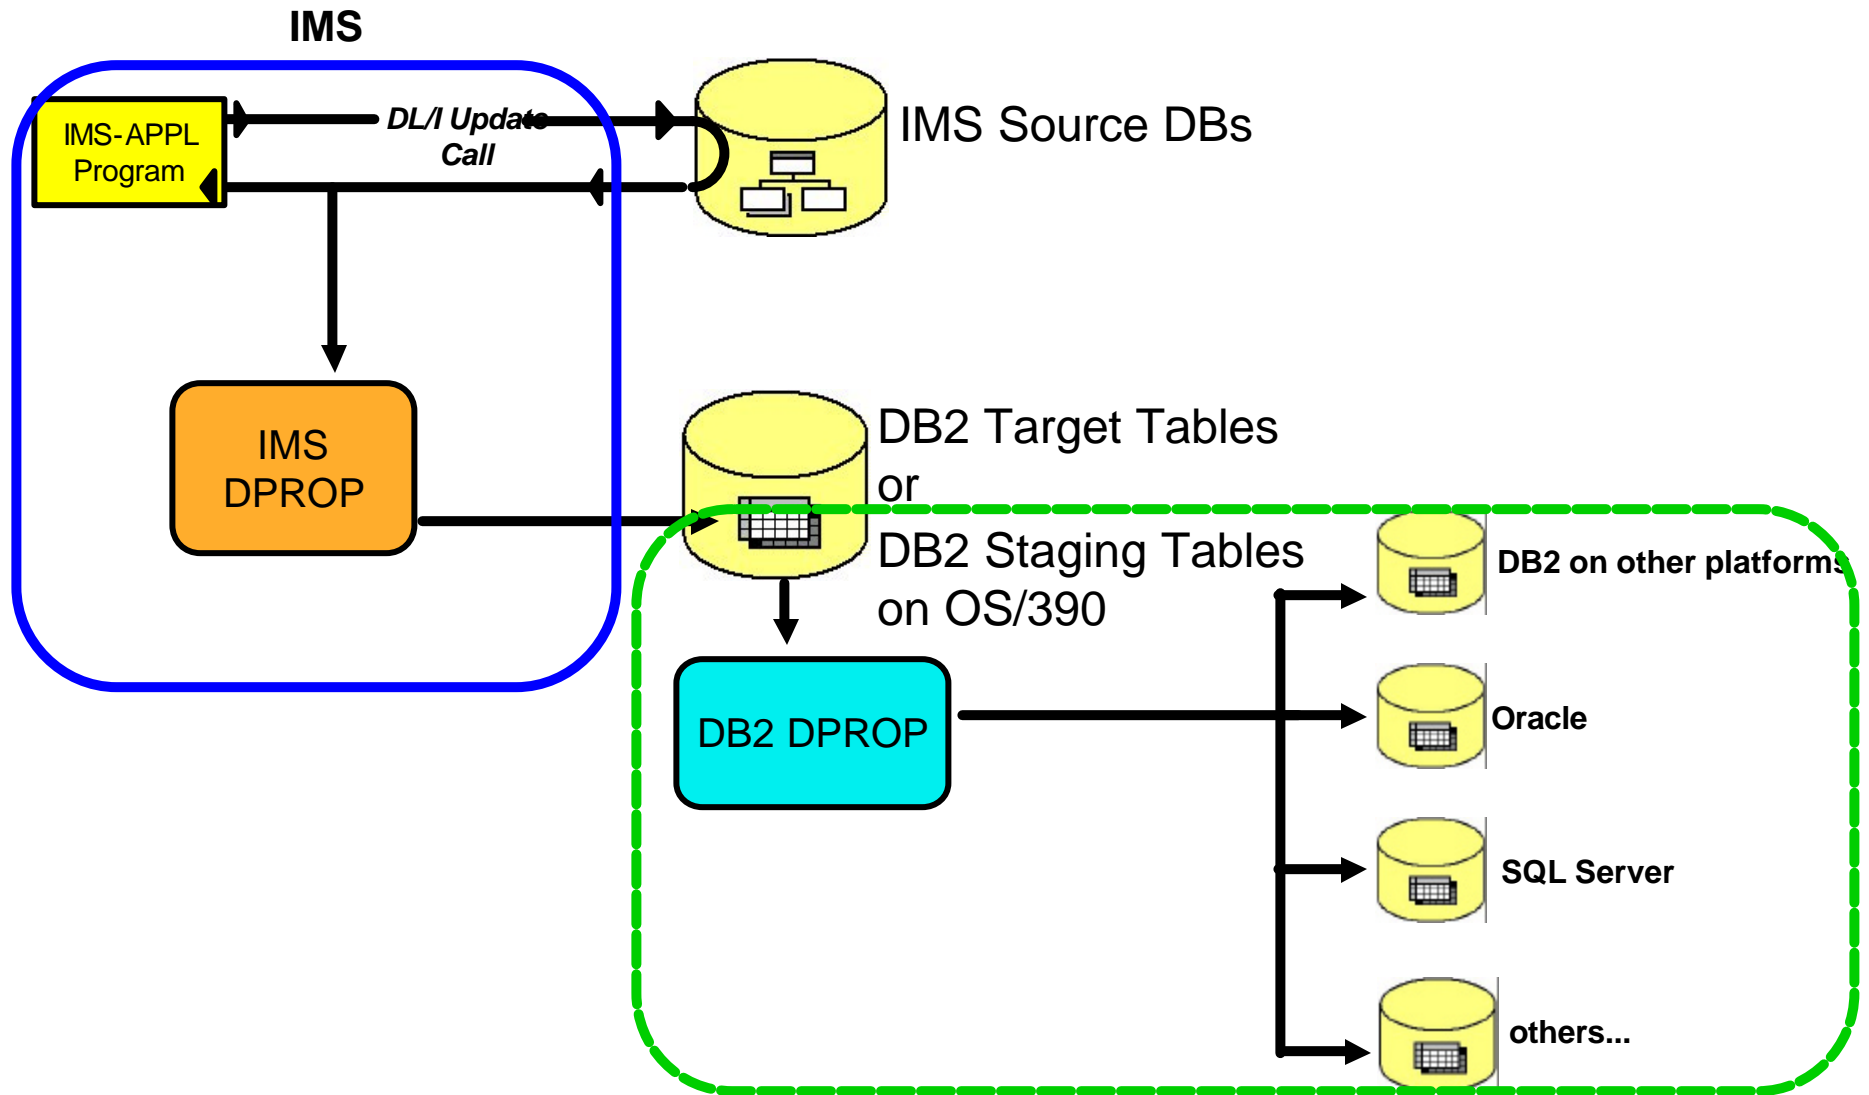 IMS
IMS-APPL
Program
DL/I Update
Call
IMS Source DBs
IMS
DPROP
DB2 Target Tables
or
DB2 Staging Tables
on OS/390
DB2 DPROP
DB2 on other platforms
Oracle
SQL Server
others...